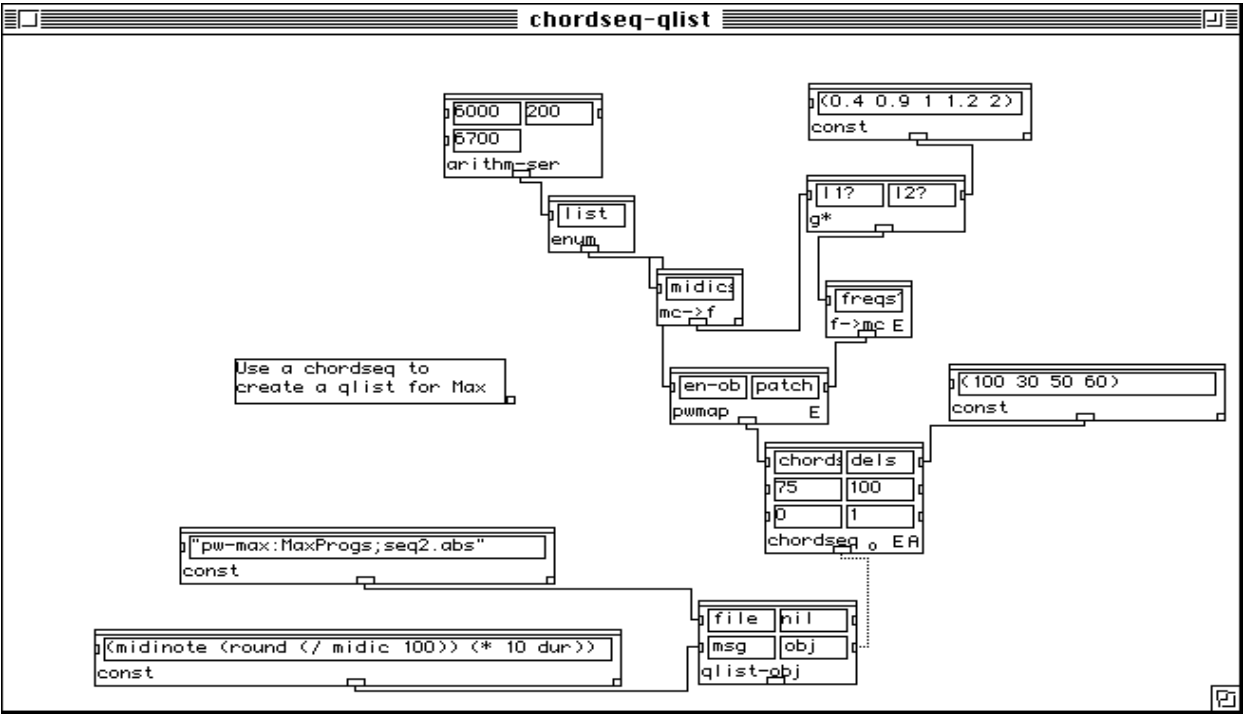 chordseq-qlist
(0.4 0.9 1 1.2 2)
const
6000 200
6700
arithm-ser
l1? l2?
g*
list
enum
midics
mc->f
freqs?
f->mc E
Use a chordseq to
create a qlist for Max
en-ob patch
pwmap E
(100 30 50 60)
const
chords dels
75 100
0 1
chordseq o EA
"pw-max:MaxProgs;seq2.abs"
const
file nil
msg obj
qlist-obj
(midinote (round (/ midic 100)) (* 10 dur))
const